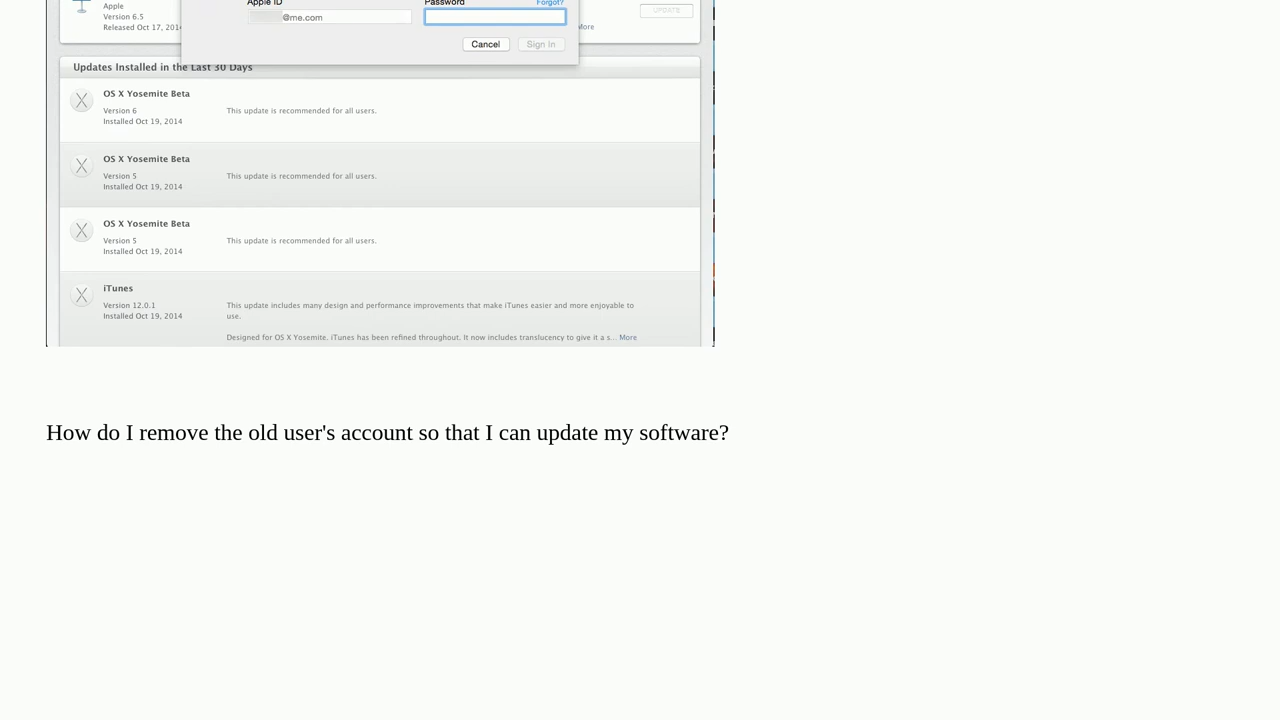 Apple ID
Password
Forgot?
Apple
@me.com
UPDATE
Version 6.5
Released Oct 17, 201
More
Cancel
Sign In
Updates Installed in the Last 30 Days
OS X Yosemite Beta
Version 6
This update is recommended for all users.
Installed Oct 19, 2014
OS X Yosemite Beta
Version 5
This update is recommended for all users.
Installed Oct 19, 2014
OS X Yosemite Beta
Version 5
This update is recommended for all users.
Installed Oct 19, 2014
iTunes
Version 12.0.1
This update includes many design and performance improvements that make iTunes easier and more enjoyable to
Installed Oct 19, 2014
use.
Designed for OS X Yosemite. iTunes has been refined throughout. It now includes translucency to give it a s... More
How do I remove the old user's account so that I can update my software?